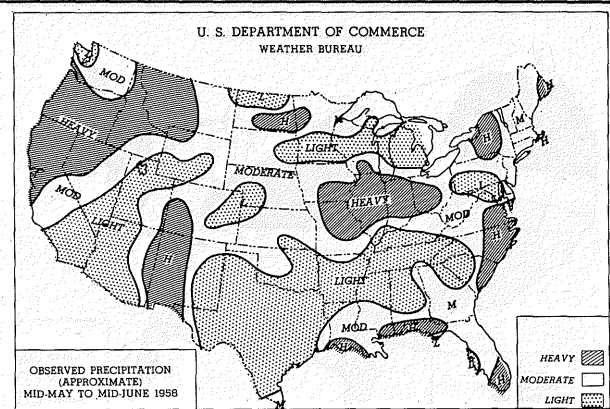 U. S. DEPARTMENT OF COMMERCE
WEATHER BUREAU
L
MOD
HEAVY
MOD
LIGHT
H
L
H
LIGHT
L
MODERATE
L
HEAVY
LIGHT
MOD
H
H
L
M
H
H
L
MOD
H
M
H
M
OBSERVED PRECIPITATION
(APPROXIMATE)
MID-MAY TO MID-JUNE 1958
HEAVY
MODERATE
LIGHT